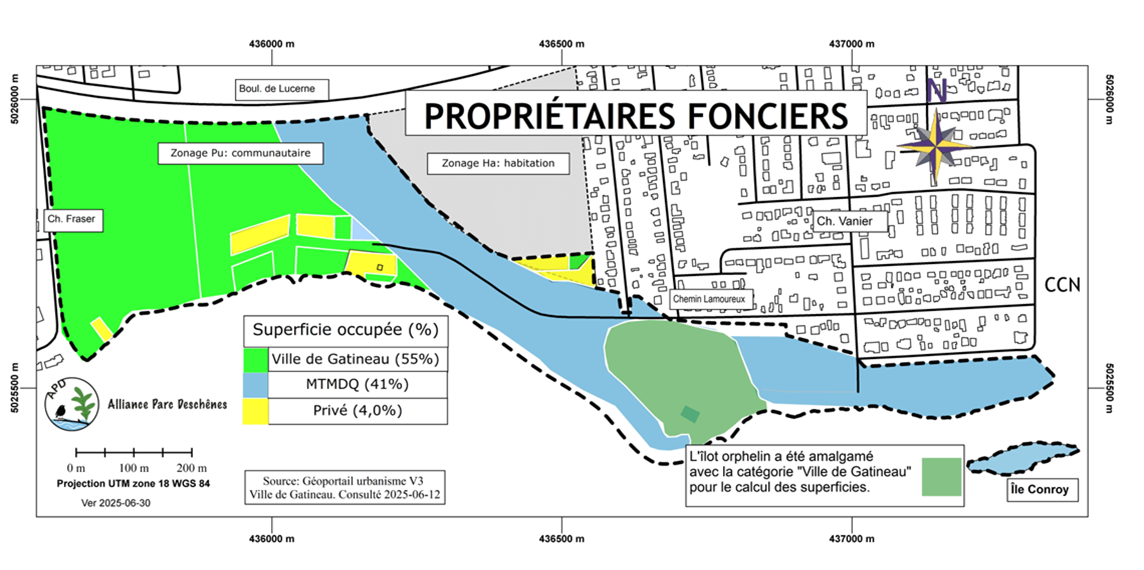 436000 m
436500 m
437000 m
5026000 m
5026000 m
Boul. de Lucerne
PROPRIÉTAIRES FONCIERS
N
Zonage Pu: communautaire
Zonage Ha: habitation
Ch. Fraser
Ch. Vanier
CCN
Chemin Lamoureux
Superficie occupée (%)
Ville de Gatineau (55%)
MTMDQ (41%)
Privé (4,0%)
5025500 m
5025500 m
APD
Alliance Parc Deschênes
0 m 100 m 200 m
Projection UTM zone 18 WGS 84
Ver 2025-06-30
Source: Géoportail urbanisme V3
Ville de Gatineau. Consulté 2025-06-12
L'îlot orphelin a été amalgamé
avec la catégorie "Ville de Gatineau"
pour le calcul des superficies.
Île Conroy
436000 m
436500 m
437000 m